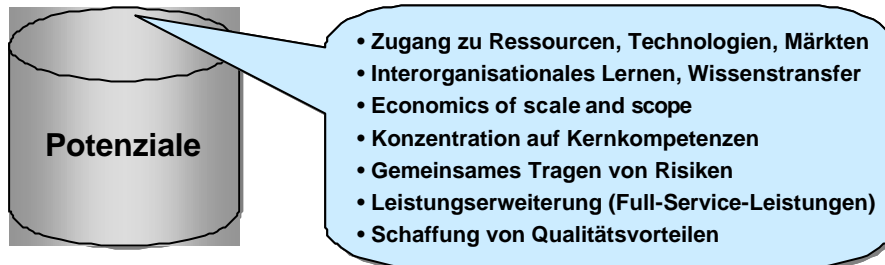 Potenziale
• Zugang zu Ressourcen, Technologien, Märkten
• Interorganisationales Lernen, Wissenstransfer
• Economics of scale and scope
• Konzentration auf Kernkompetenzen
• Gemeinsames Tragen von Risiken
• Leistungserweiterung (Full-Service-Leistungen)
• Schaffung von Qualitätsvorteilen